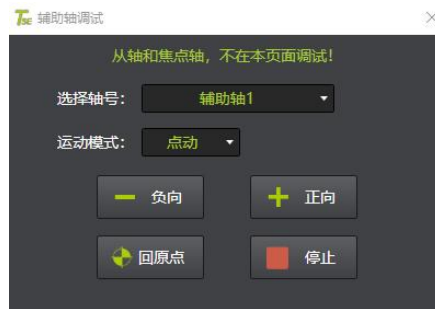 TSE 辅助轴调试
从轴和焦点轴，不在本页面调试！
选择轴号： 辅助轴1
运动模式： 点动
负向 正向
回原点 停止